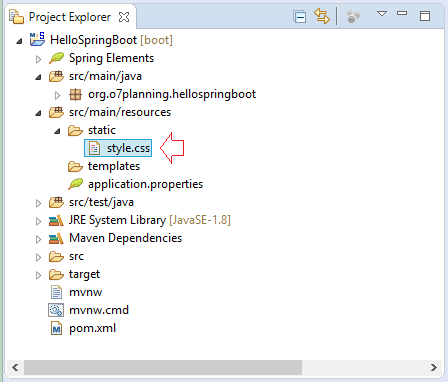 Project Explorer
HelloSpringBoot [boot]
Spring Elements
src/main/java
org.o7planning.hellospringboot
src/main/resources
static
style.css
templates
application.properties
src/test/java
JRE System Library [JavaSE-1.8]
Maven Dependencies
src
target
mvnw
mvnw.cmd
pom.xml